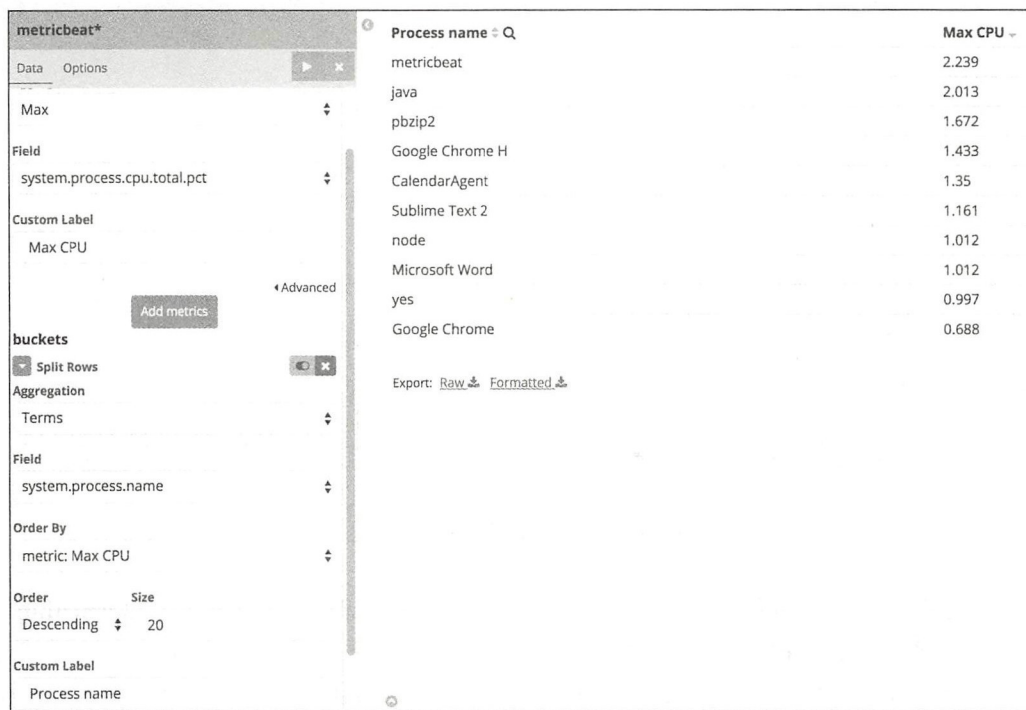 metricbeat*
Data Options
Max
Field
system.process.cpu.total.pct
Custom Label
Max CPU
Advanced
Add metrics
buckets
Split Rows
Aggregation
Terms
Field
system.process.name
Order By
metric: Max CPU
Order Size
Descending 20
Custom Label
Process name
Process name Max CPU
metricbeat 2.239
java 2.013
pbzip2 1.672
Google Chrome H 1.433
CalendarAgent 1.35
Sublime Text 2 1.161
node 1.012
Microsoft Word 1.012
yes 0.997
Google Chrome 0.688
Export: Raw Formatted